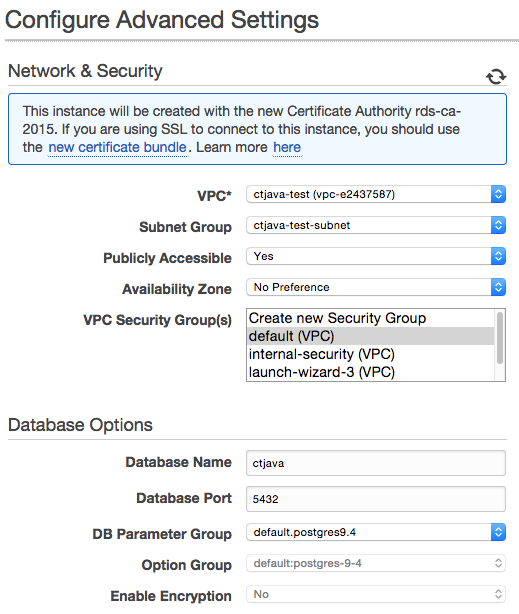 Configure Advanced Settings
Network & Security
This instance will be created with the new Certificate Authority rds-ca-
2015. If you are using SSL to connect to this instance, you should use
the new certificate bundle. Learn more here
VPC* ctjava-test (vpc-e2437587)
Subnet Group ctjava-test-subnet
Publicly Accessible Yes
Availability Zone No Preference
VPC Security Group(s) Create new Security Group
default (VPC)
internal-security (VPC)
launch-wizard-3 (VPC)
Database Options
Database Name ctjava
Database Port 5432
DB Parameter Group default.postgres9.4
Option Group default:postgres-9-4
Enable Encryption No